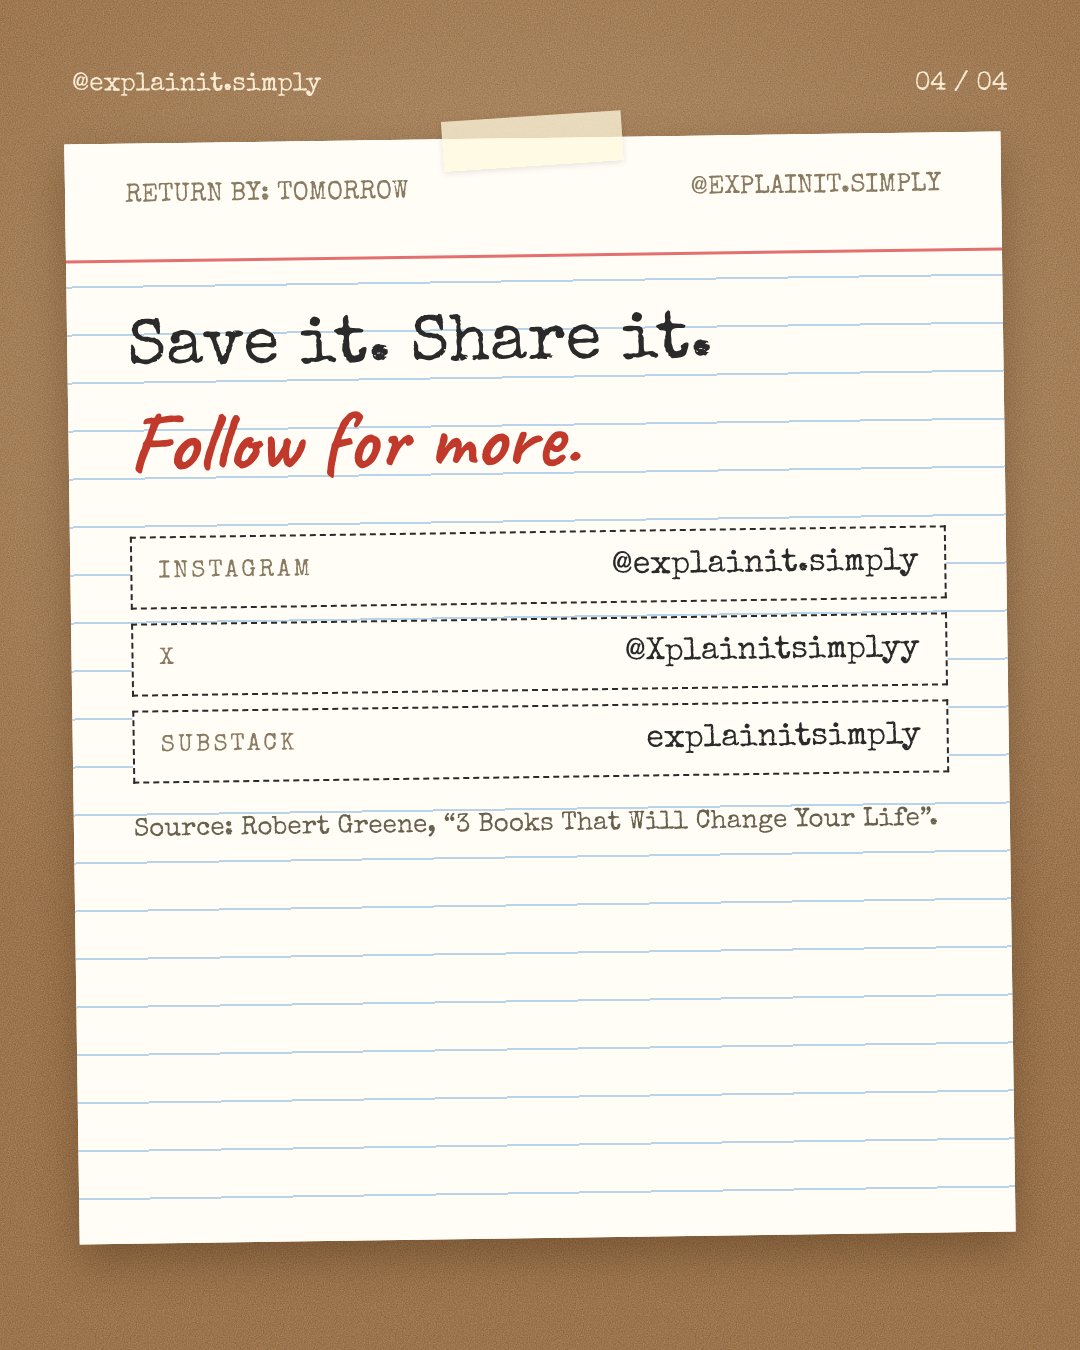 @explainit.simply
04 / 04
RETURN BY: TOMORROW
@EXPLAINIT.SIMPLY
Save it. Share it.
Follow for more.
INSTAGRAM @explainit.simply
X @Xplainitsimplyy
SUBSTACK explainitsimply
Source: Robert Greene, “3 Books That Will Change Your Life”.